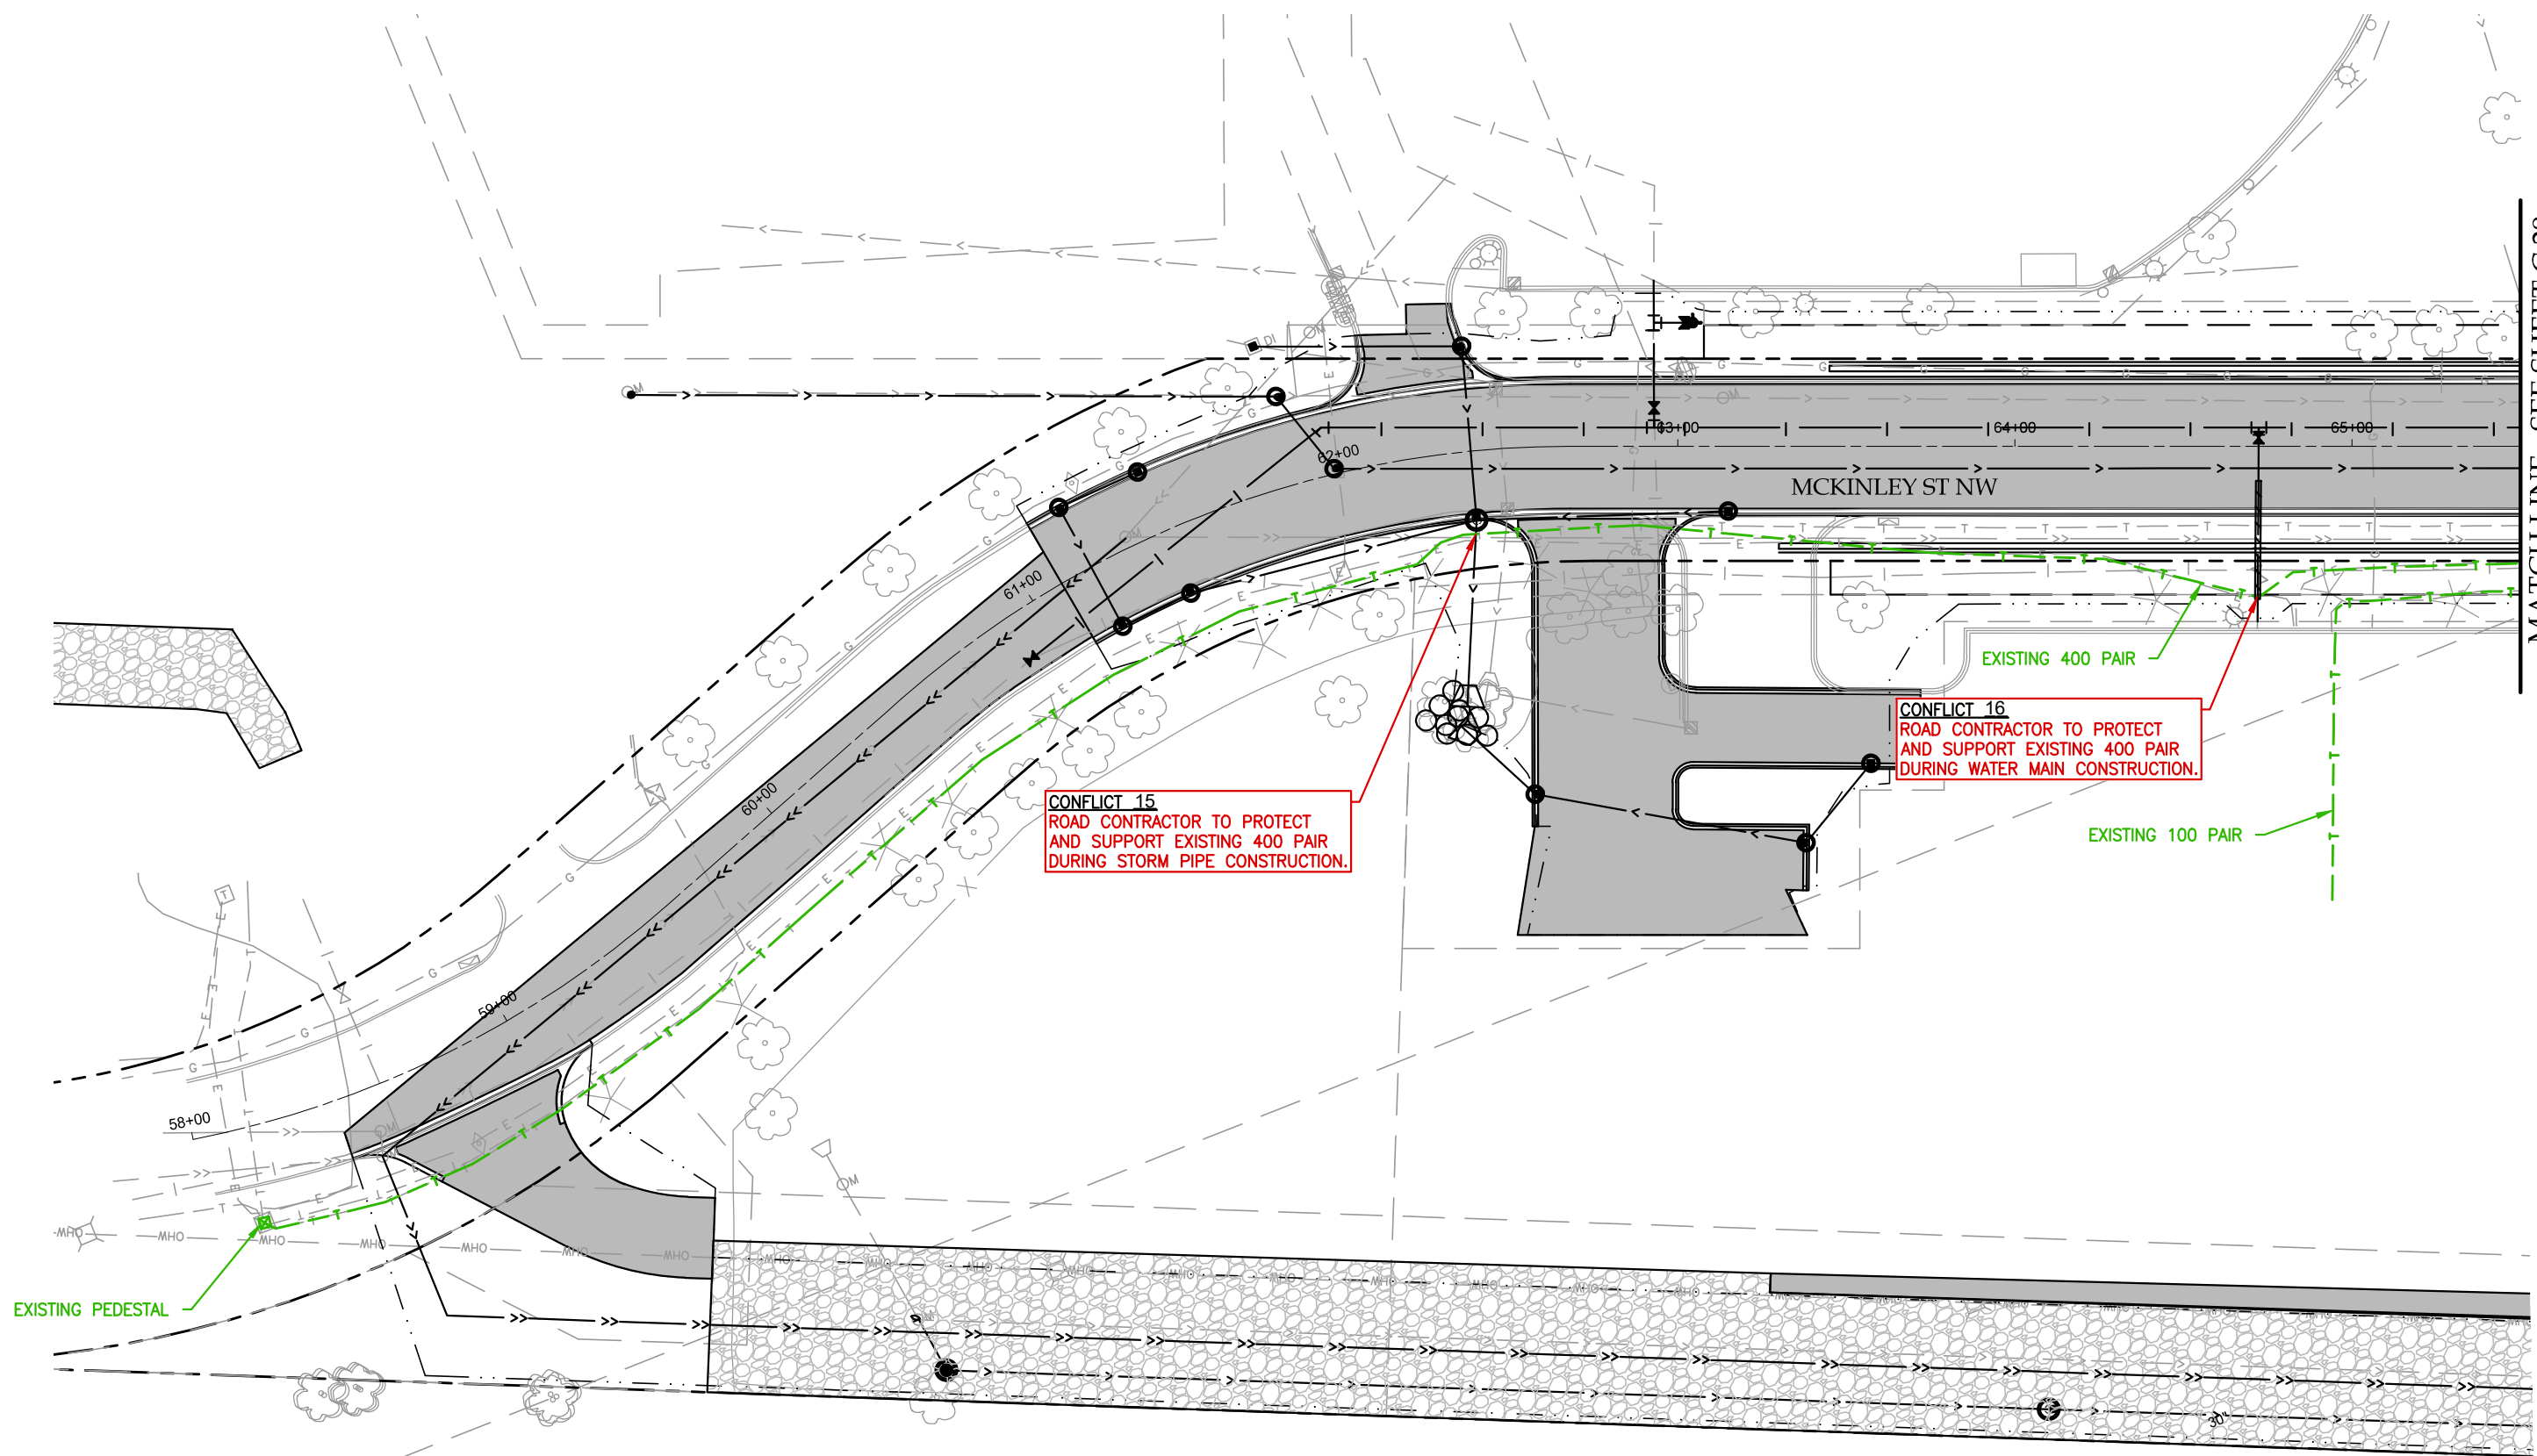 DI
62+00
63+00
64+00
65+00
MCKINLEY ST NW
61+00
EXISTING 400 PAIR
CONFLICT 16
ROAD CONTRACTOR TO PROTECT
AND SUPPORT EXISTING 400 PAIR
DURING WATER MAIN CONSTRUCTION.
60+00
CONFLICT 15
ROAD CONTRACTOR TO PROTECT
AND SUPPORT EXISTING 400 PAIR
DURING STORM PIPE CONSTRUCTION.
EXISTING 100 PAIR
59+00
58+00
EXISTING PEDESTAL
30"